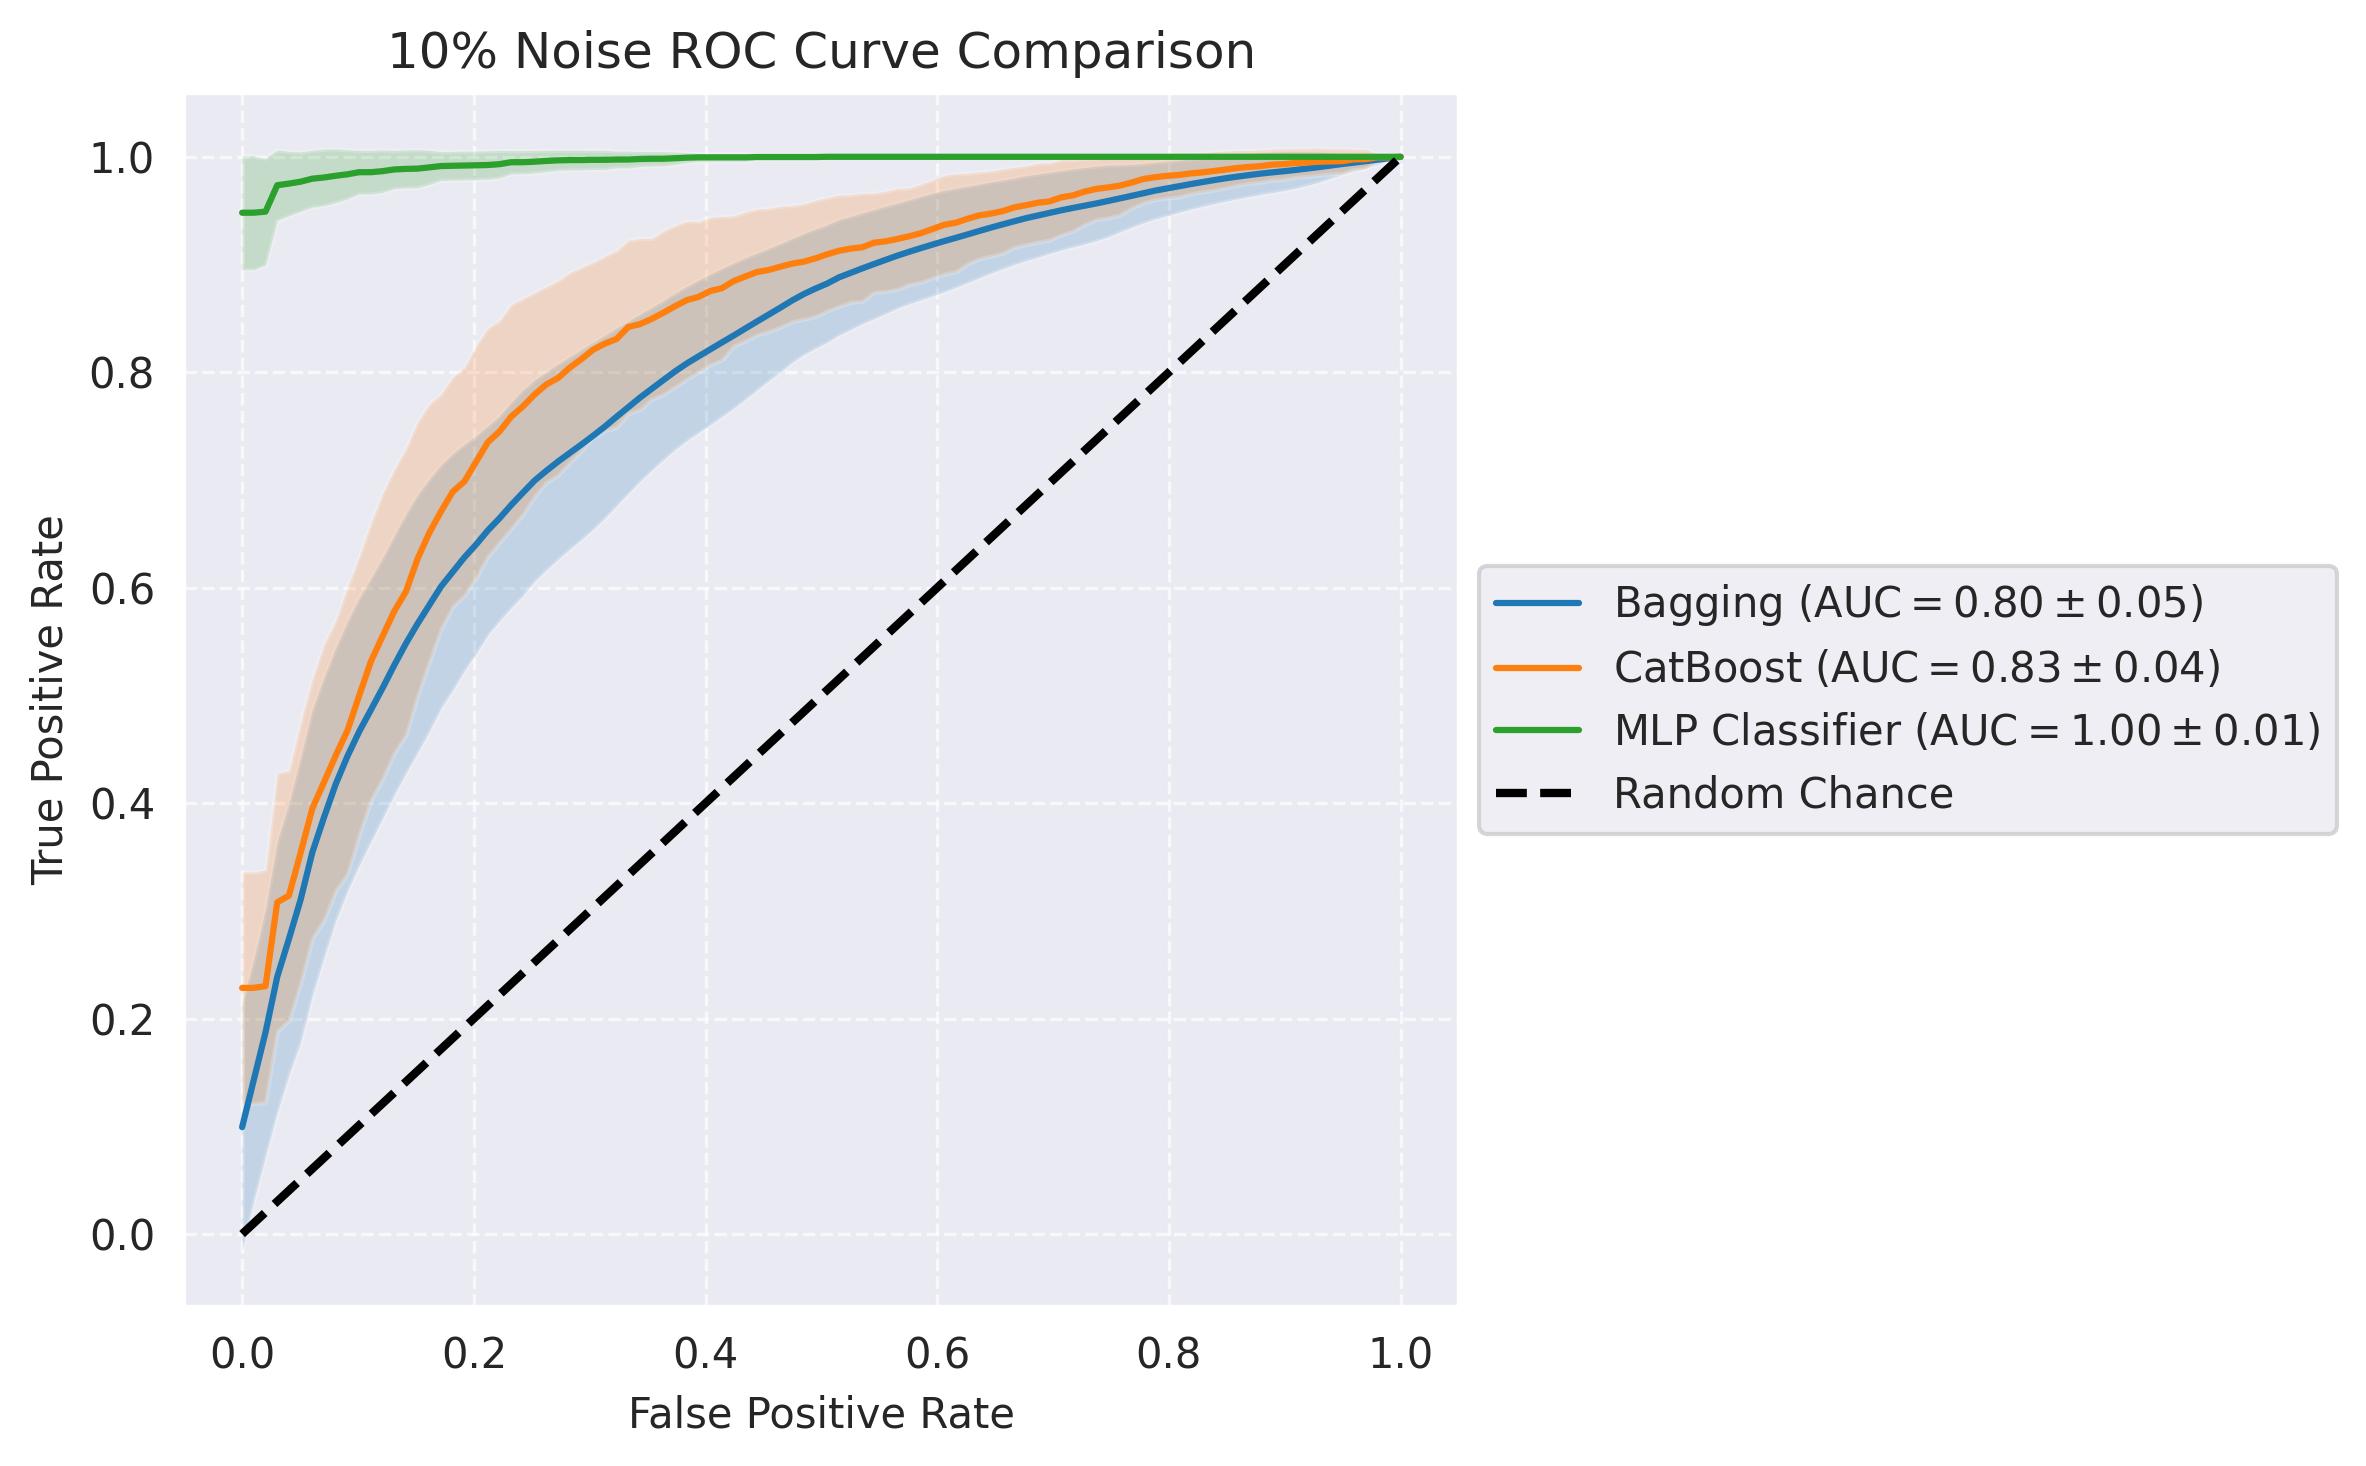 10% Noise ROC Curve Comparison
True Positive Rate
1.0
0.8
0.6
0.4
0.2
0.0
0.0 0.2 0.4 0.6 0.8 1.0
False Positive Rate
Bagging (AUC = 0.80 ± 0.05)
CatBoost (AUC = 0.83 ± 0.04)
MLP Classifier (AUC = 1.00 ± 0.01)
Random Chance